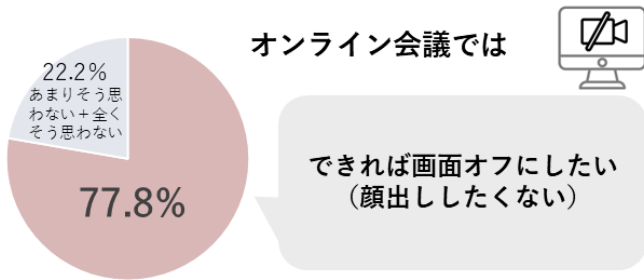 オンライン会議では
22.2%
あまりそう思
わない+全く
そう思わない
77.8%
できれば画面オフにしたい
(顔出ししたくない)